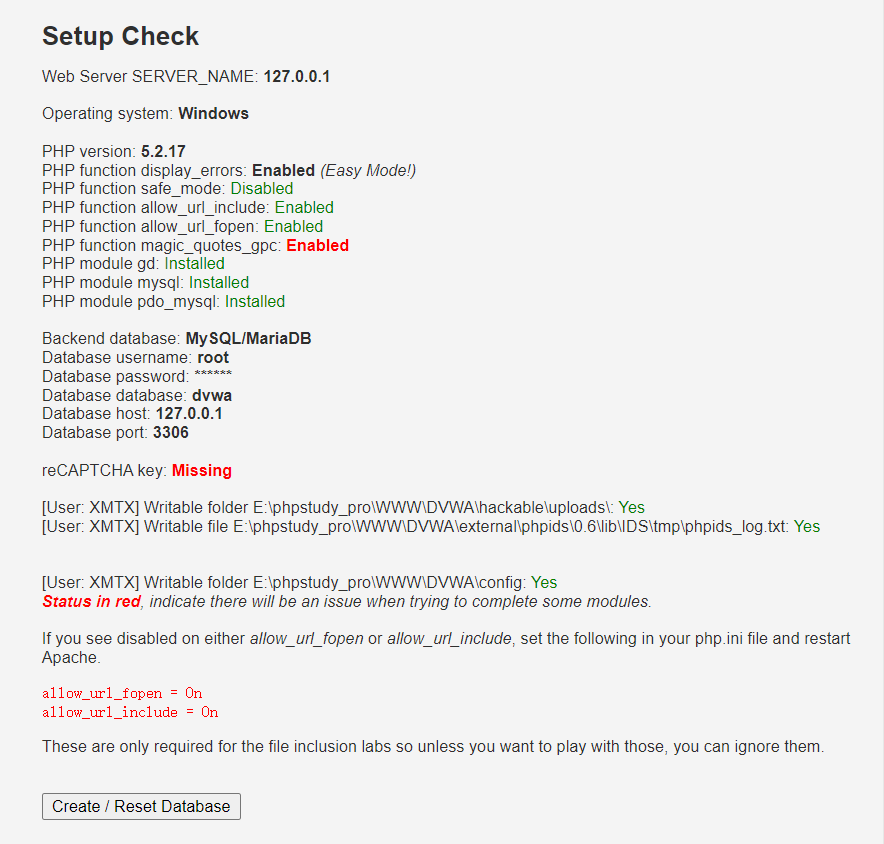 Setup Check
Web Server SERVER_NAME: 127.0.0.1
Operating system: Windows
PHP version: 5.2.17
PHP function display_errors: Enabled (Easy Mode!)
PHP function safe_mode: Disabled
PHP function allow_url_include: Enabled
PHP function allow_url_fopen: Enabled
PHP function magic_quotes_gpc: Enabled
PHP module gd: Installed
PHP module mysql: Installed
PHP module pdo_mysql: Installed
Backend database: MySQL/MariaDB
Database username: root
Database password: ******
Database database: dvwa
Database host: 127.0.0.1
Database port: 3306
reCAPTCHA key: Missing
[User: XMTX] Writable folder E:\phpstudy_pro\WWW\DVWA\hackable\uploads\: Yes
[User: XMTX] Writable file E:\phpstudy_pro\WWW\DVWA\external\phpids\0.6\lib\IDS\tmp\phpids_log.txt: Yes
[User: XMTX] Writable folder E:\phpstudy_pro\WWW\DVWA\config: Yes
Status in red, indicate there will be an issue when trying to complete some modules.
If you see disabled on either allow_url_fopen or allow_url_include, set the following in your php.ini file and restart
Apache.
allow_url_fopen = On
allow_url_include = On
These are only required for the file inclusion labs so unless you want to play with those, you can ignore them.
Create / Reset Database